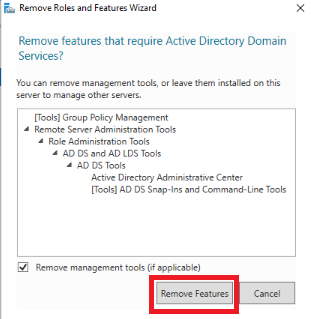 Remove Roles and Features Wizard
Remove features that require Active Directory Domain
Services?
You can remove management tools, or leave them installed on this
server to manage other servers.
[Tools] Group Policy Management
Remote Server Administration Tools
Role Administration Tools
AD DS and AD LDS Tools
AD DS Tools
Active Directory Administrative Center
[Tools] AD DS Snap-Ins and Command-Line Tools
Remove management tools (if applicable)
Remove Features Cancel